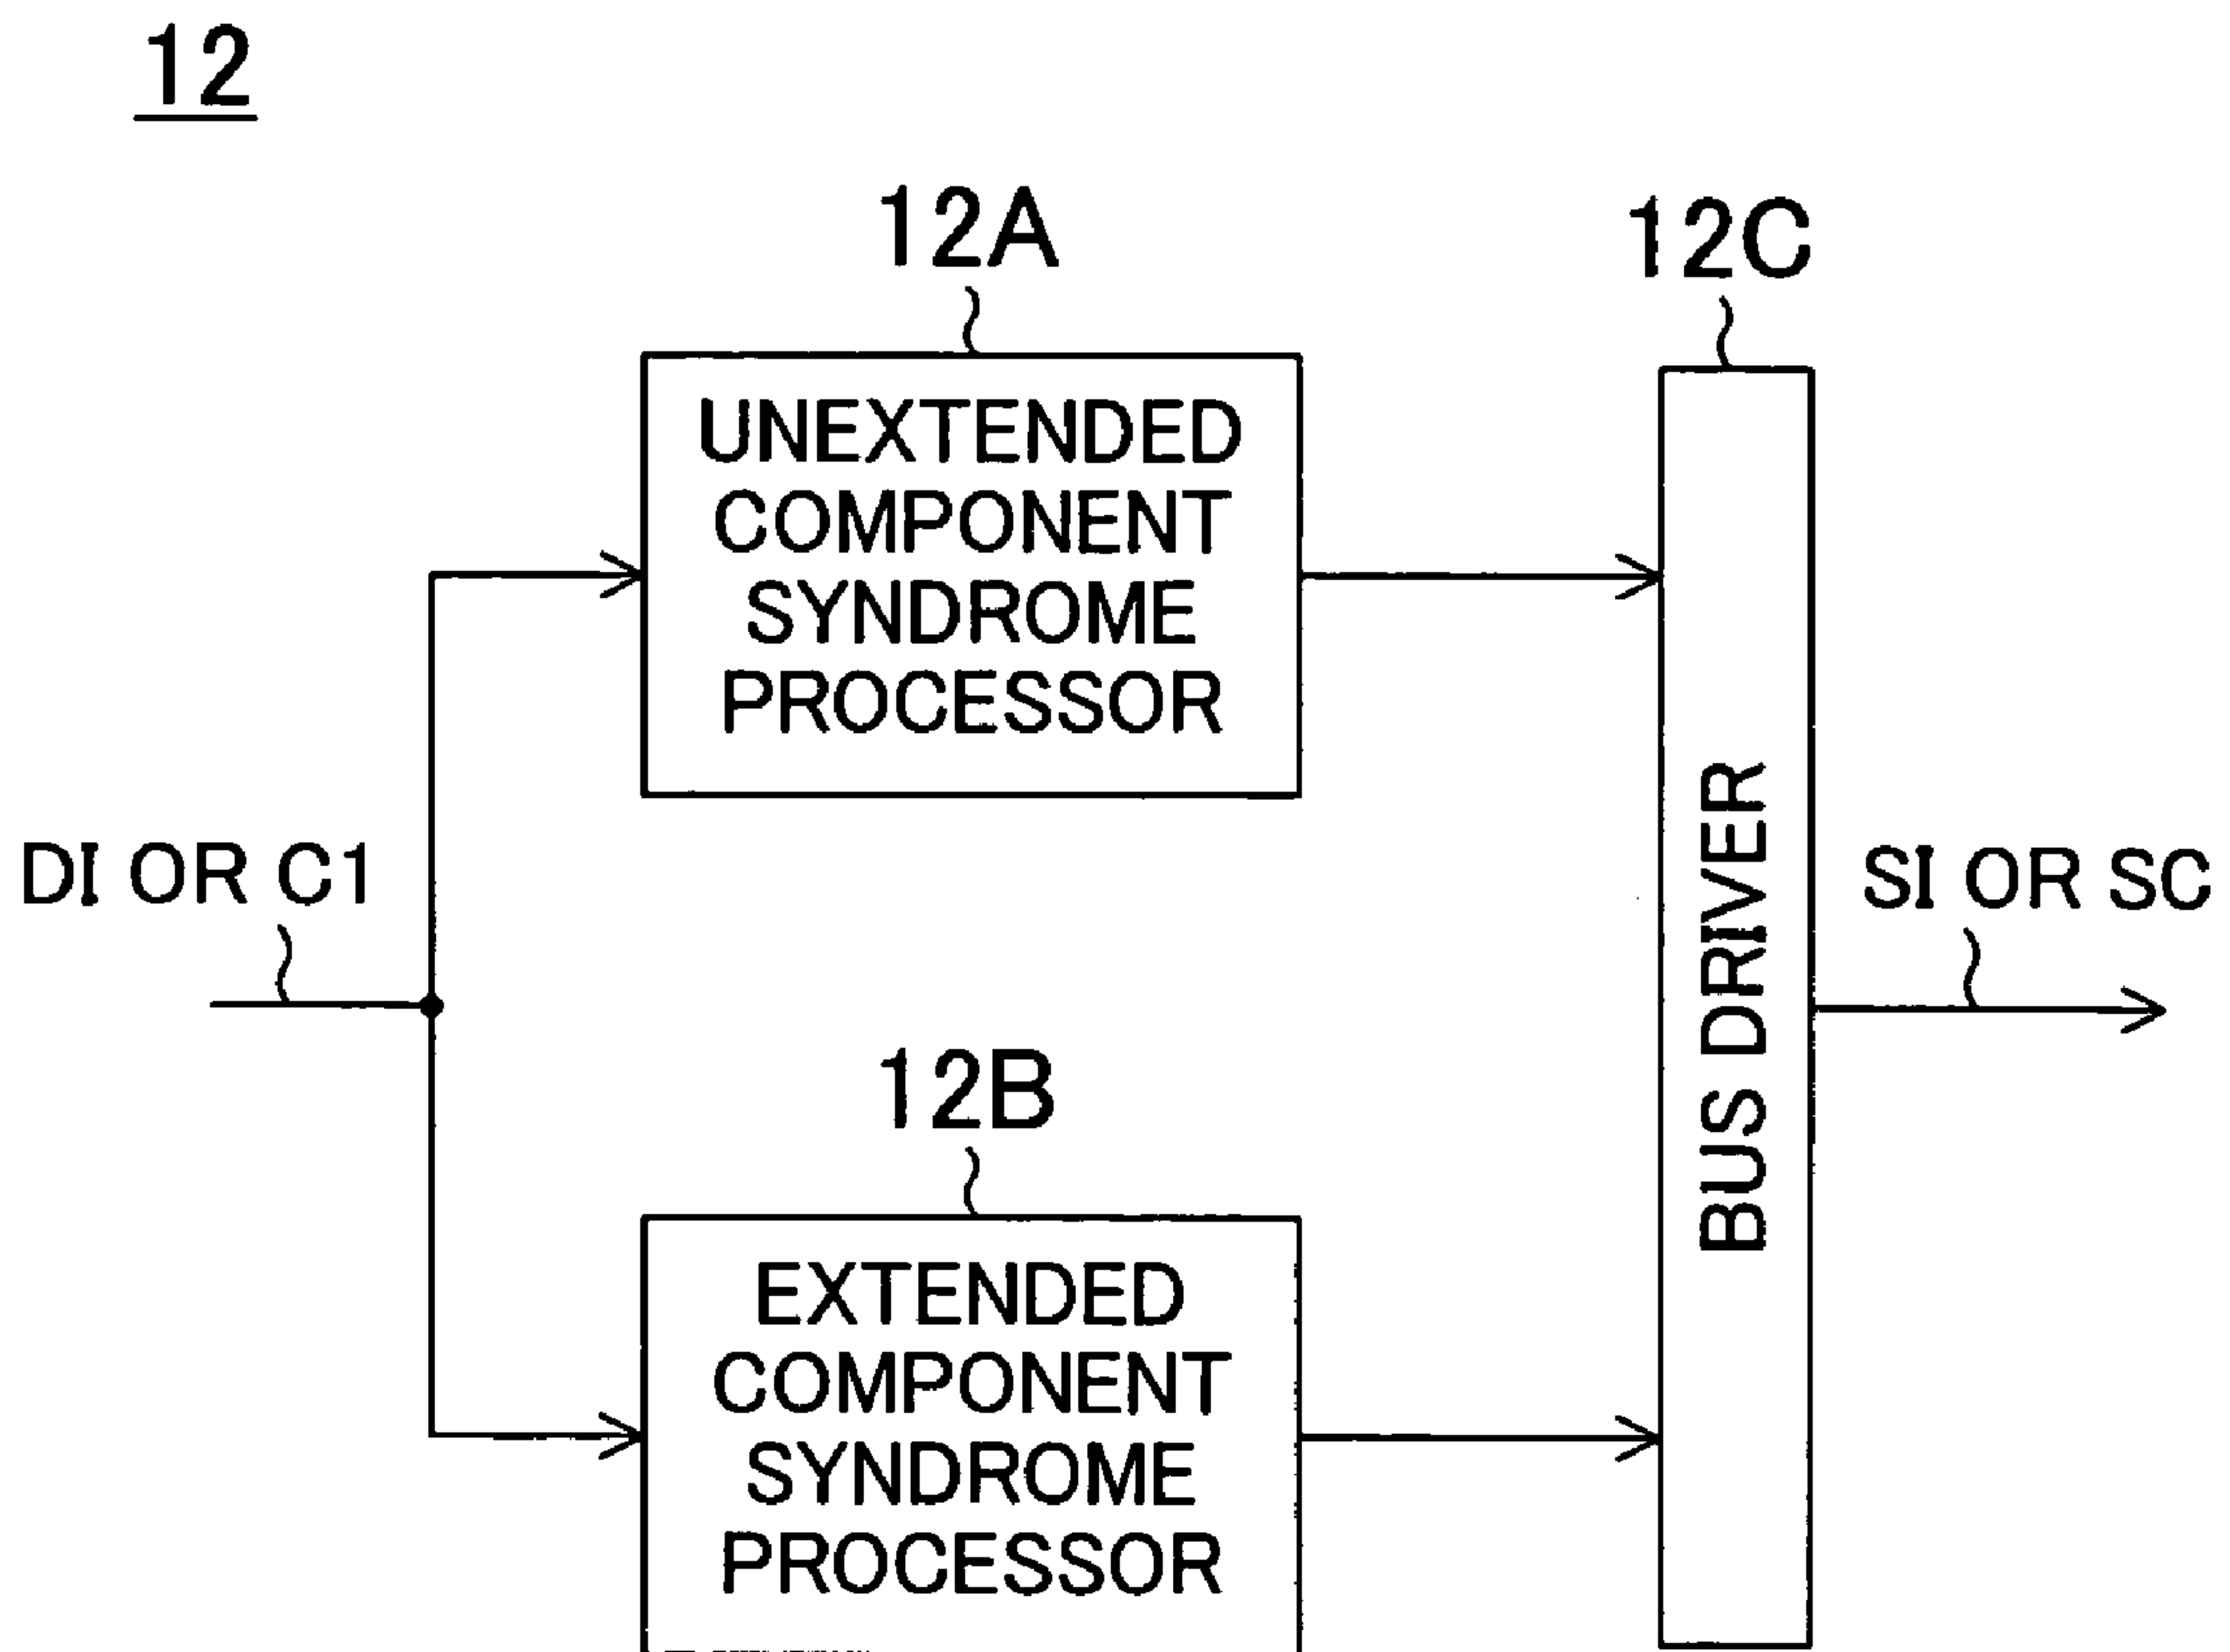 12
12A
12C
UNEXTENDED
COMPONENT
SYNDROME
PROCESSOR
DI OR C1
BUS DRIVER
SI OR SC
12B
EXTENDED
COMPONENT
SYNDROME
PROCESSOR